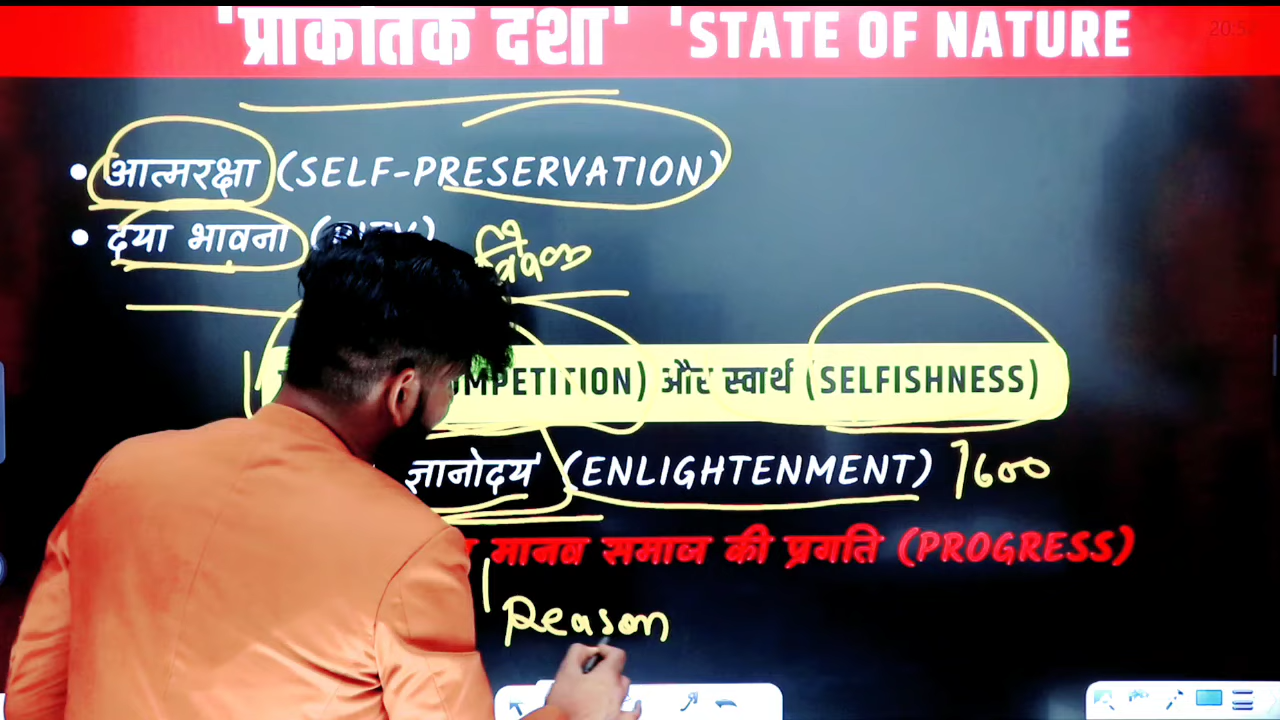 'प्राकृतिक दशा' 'STATE OF NATURE
• आत्मरक्षा (SELF-PRESERVATION)
• दया भावना
COMPETITION) और स्वार्थ (SELFISHNESS)
ज्ञानोदय' (ENLIGHTENMENT) 1600
मानव समाज की प्रगति (PROGRESS)
Reason